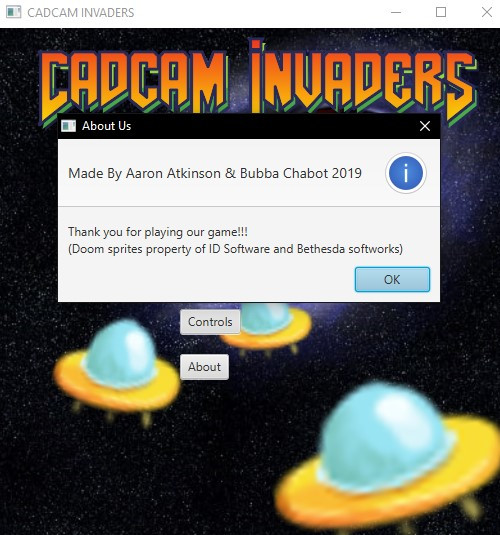 CADCAM INVADERS
CADCAM INVADERS
About Us
Made By Aaron Atkinson & Bubba Chabot 2019
i
Thank you for playing our game!!!
(Doom sprites property of ID Software and Bethesda softworks)
OK
Controls
About